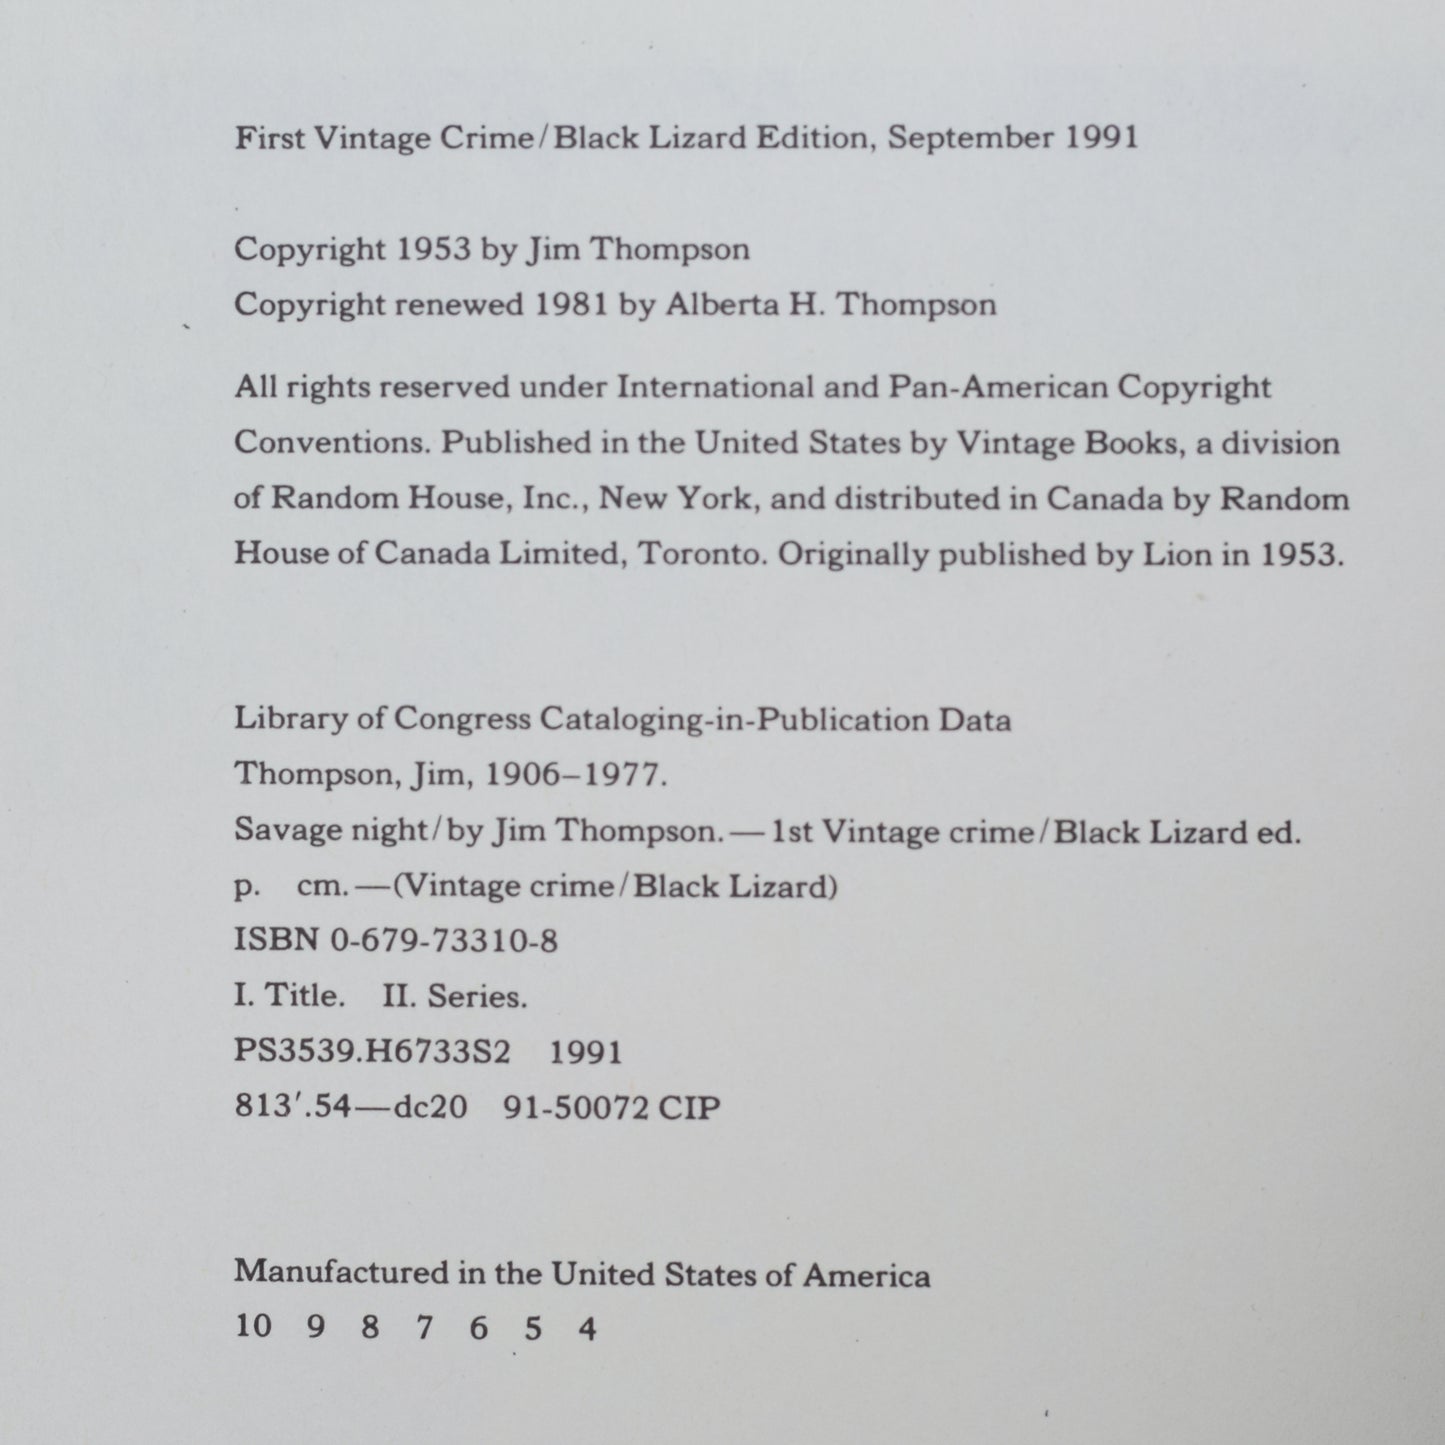 First Vintage Crime/Black Lizard Edition, September 1991
Copyright 1953 by Jim Thompson
Copyright renewed 1981 by Alberta H. Thompson
All rights reserved under International and Pan-American Copyright
Conventions. Published in the United States by Vintage Books, a division
of Random House, Inc., New York, and distributed in Canada by Random
House of Canada Limited, Toronto. Originally published by Lion in 1953.
Library of Congress Cataloging-in-Publication Data
Thompson, Jim, 1906–1977.
Savage night/by Jim Thompson.—1st Vintage crime/Black Lizard ed.
p. cm.—(Vintage crime/Black Lizard)
ISBN 0-679-73310-8
I. Title. II. Series.
PS3539.H6733S2 1991
813′.54—dc20 91-50072 CIP
Manufactured in the United States of America
10 9 8 7 6 5 4